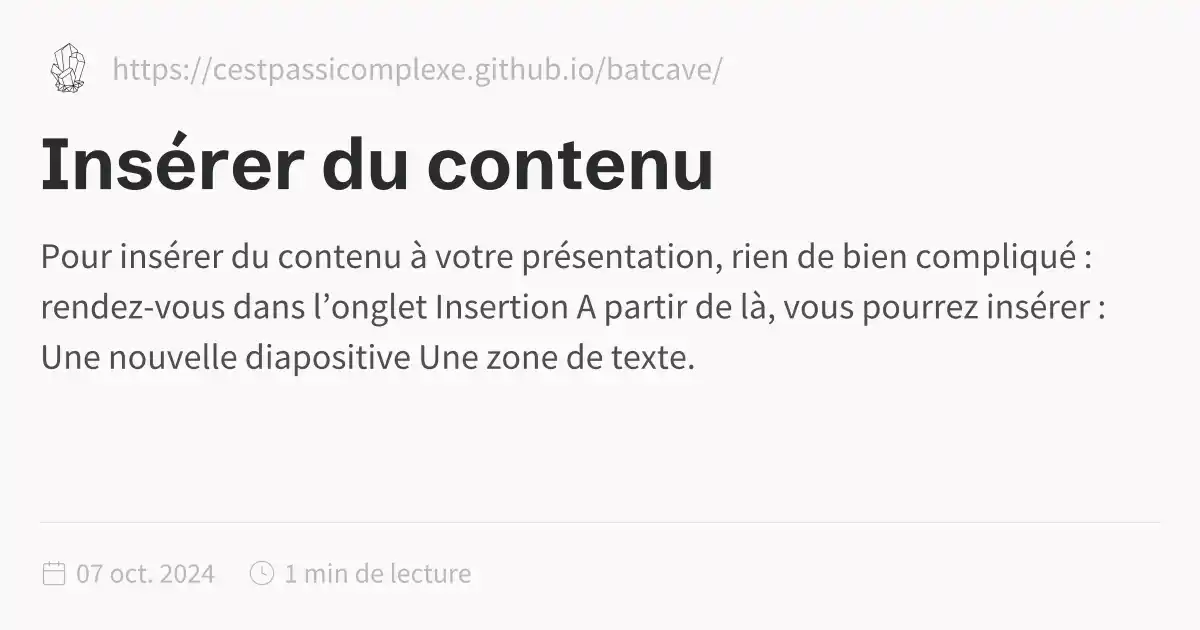 https://cestpassicomplexe.github.io/batcave/
Insérer du contenu
Pour insérer du contenu à votre présentation, rien de bien compliqué :
rendez-vous dans l’onglet Insertion A partir de là, vous pourrez insérer :
Une nouvelle diapositive Une zone de texte.
07 oct. 2024 1 min de lecture